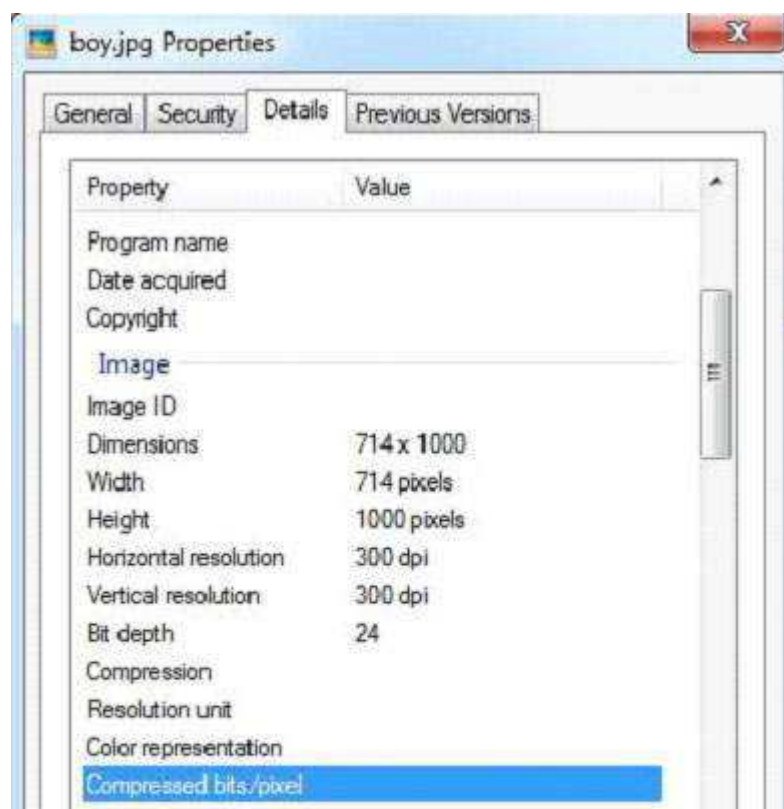 boy.jpg Properties
General Security Details Previous Versions
Property Value
Program name
Date acquired
Copyright
Image
Image ID
Dimensions 714 x 1000
Width 714 pixels
Height 1000 pixels
Horizontal resolution 300 dpi
Vertical resolution 300 dpi
Bit depth 24
Compression
Resolution unit
Color representation
Compressed bits/pixel